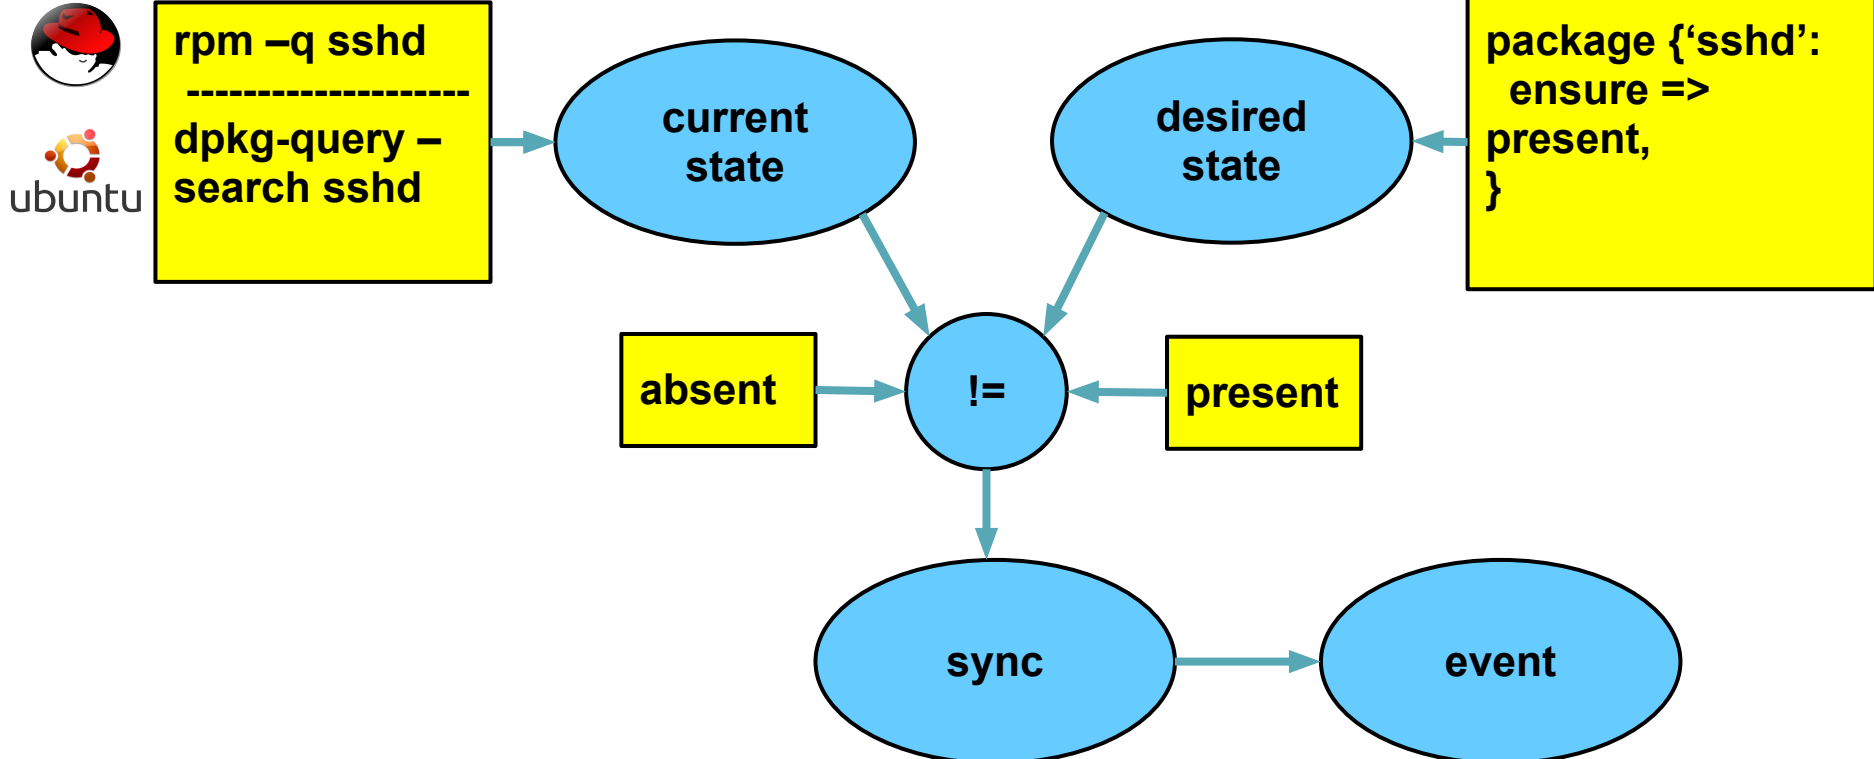 rpm –q sshd
--------------------
dpkg-query –
search sshd
ubuntu
current
state
desired
state
package {‘sshd’:
ensure =>
present,
}
absent
!=
present
sync
event